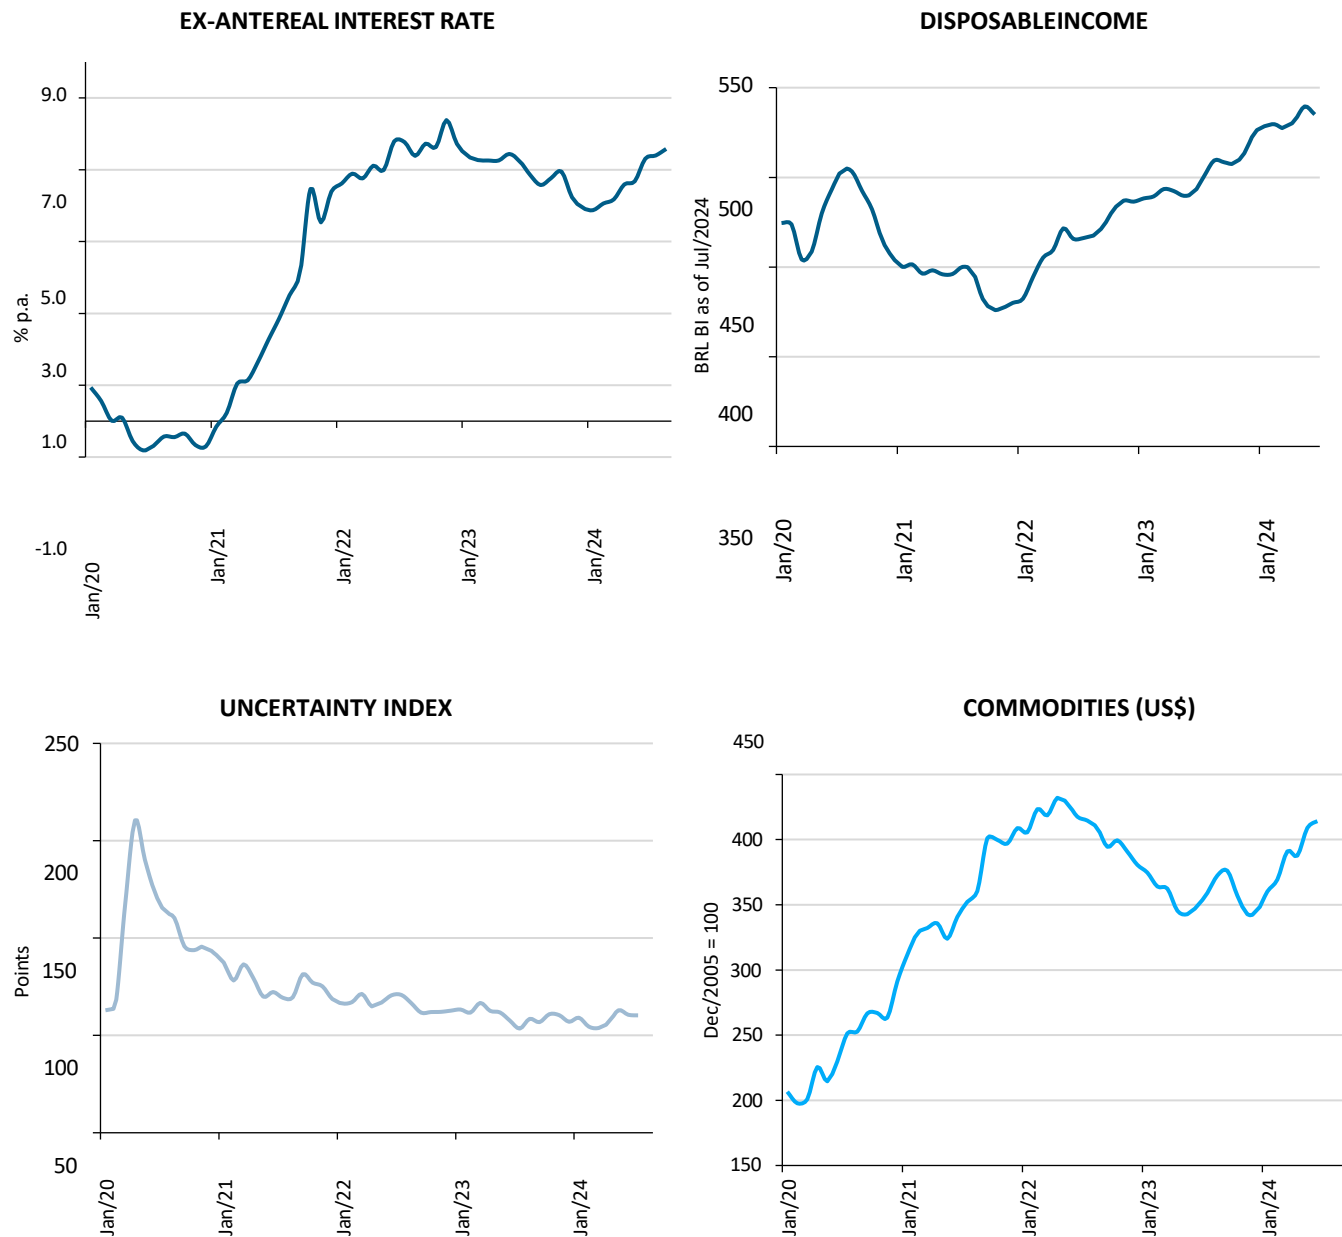 EX-ANTEREAL INTEREST RATE
% p.a.
9.0
7.0
5.0
3.0
1.0
-1.0
Jan/20
Jan/21
Jan/22
Jan/23
Jan/24
DISPOSABLEINCOME
BRL BI as of Jul/2024
550
500
450
400
350
Jan/20
Jan/21
Jan/22
Jan/23
Jan/24
UNCERTAINTY INDEX
Points
250
200
150
100
50
Jan/20
Jan/21
Jan/22
Jan/23
Jan/24
COMMODITIES (US$)
Dec/2005 = 100
450
400
350
300
250
200
150
Jan/20
Jan/21
Jan/22
Jan/23
Jan/24